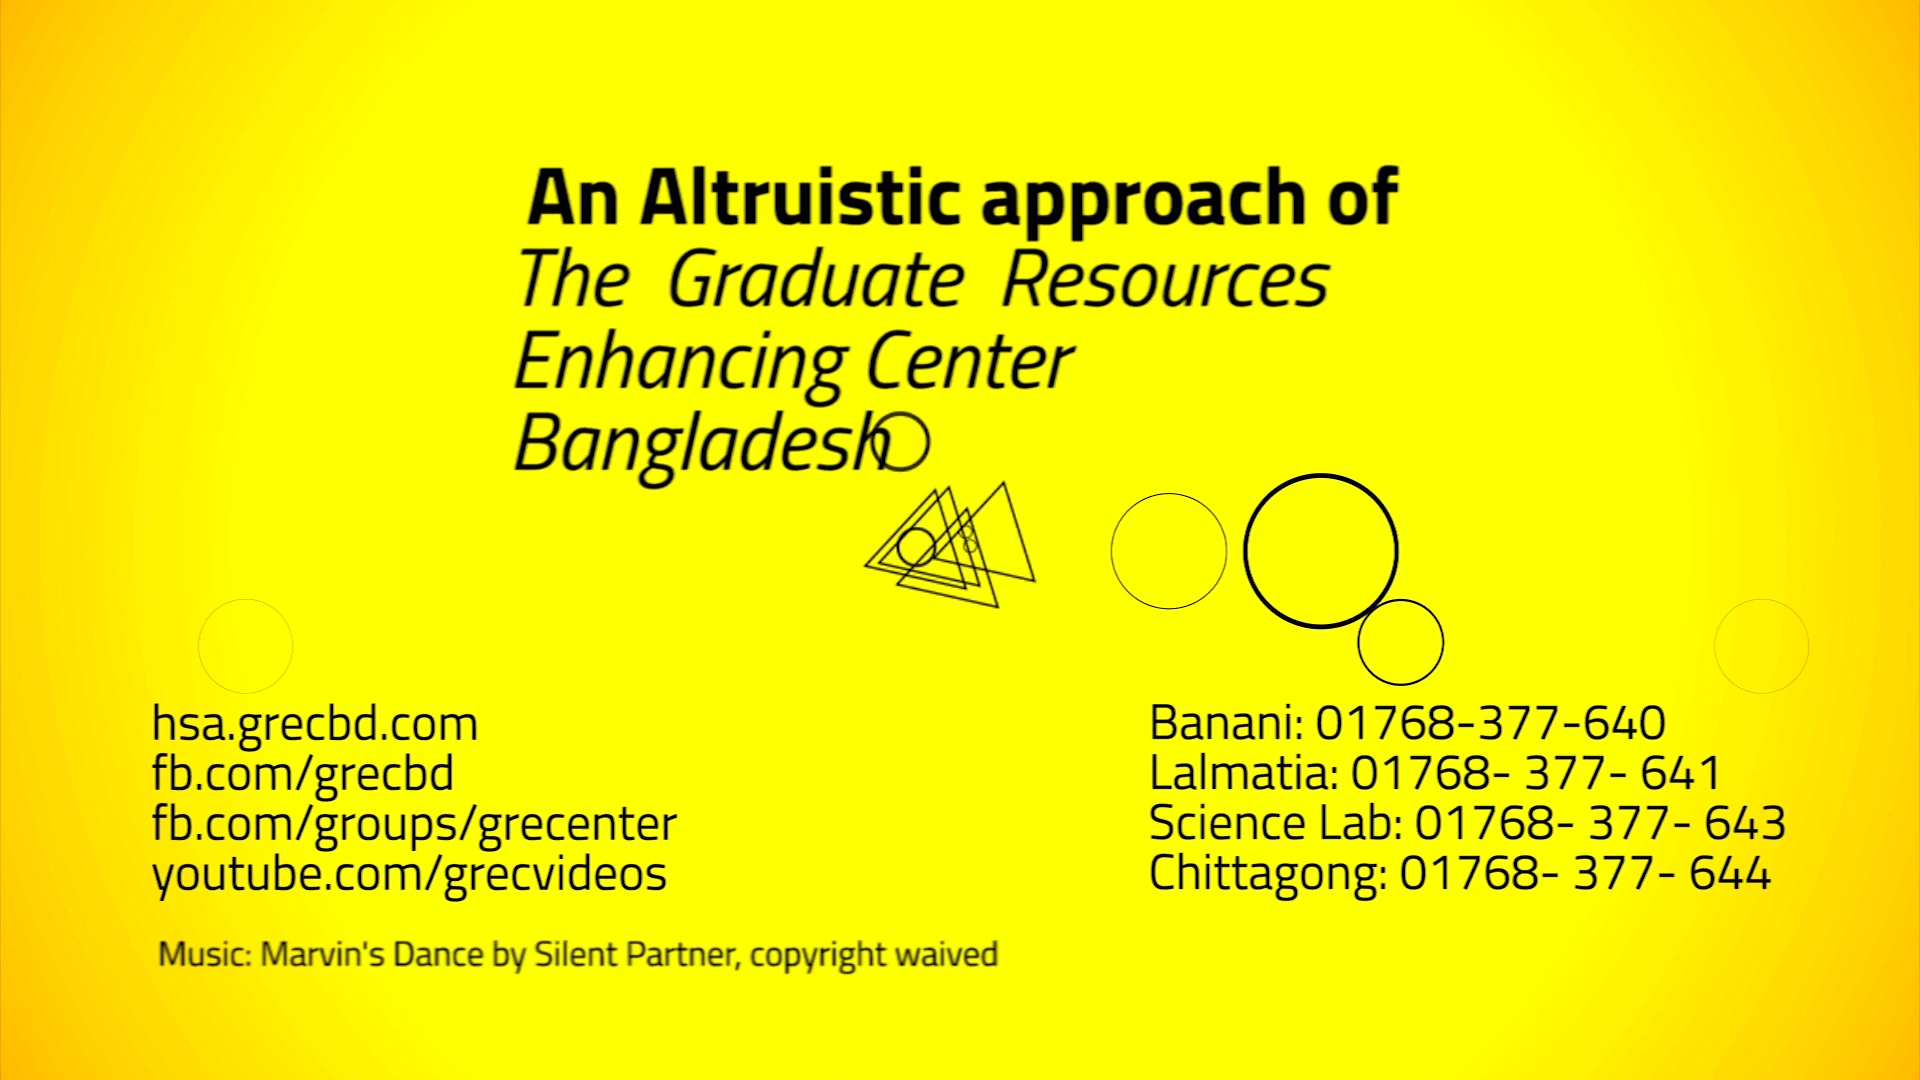 An Altruistic approach of
The Graduate Resources
Enhancing Center
Bangladesh
hsa.grecbd.com
fb.com/grecbd
fb.com/groups/grecenter
youtube.com/grecvideos
Banani: 01768-377-640
Lalmatia: 01768- 377- 641
Science Lab: 01768- 377- 643
Chittagong: 01768- 377- 644
Music: Marvin's Dance by Silent Partner, copyright waived